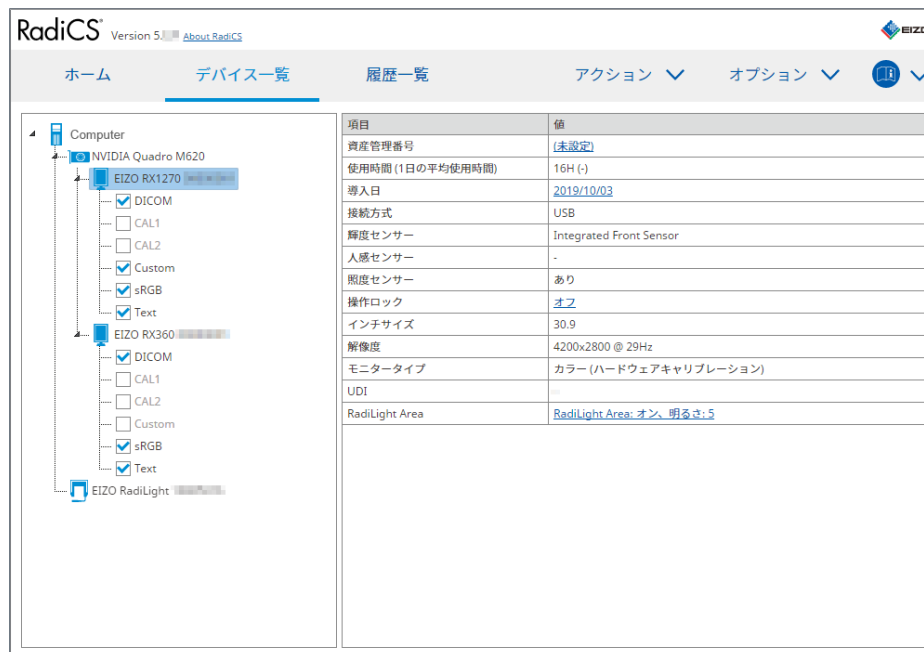 RadiCS® Version 5. About RadiCS
EIZO
ホーム デバイス一覧 履歴一覧 アクション オプション
Computer
NVIDIA Quadro M620
EIZO RX1270
DICOM
CAL1
CAL2
Custom
sRGB
Text
EIZO RX360
DICOM
CAL1
CAL2
Custom
sRGB
Text
EIZO RadiLight
項目 値
資産管理番号 (未設定)
使用時間 (1日の平均使用時間) 16H (-)
導入日 2019/10/03
接続方式 USB
輝度センサー Integrated Front Sensor
人感センサー -
照度センサー あり
操作ロック オフ
インチサイズ 30.9
解像度 4200x2800 @ 29Hz
モニタータイプ カラー (ハードウェアキャリブレーション)
UDI
RadiLight Area RadiLight Area: オン、明るさ: 5